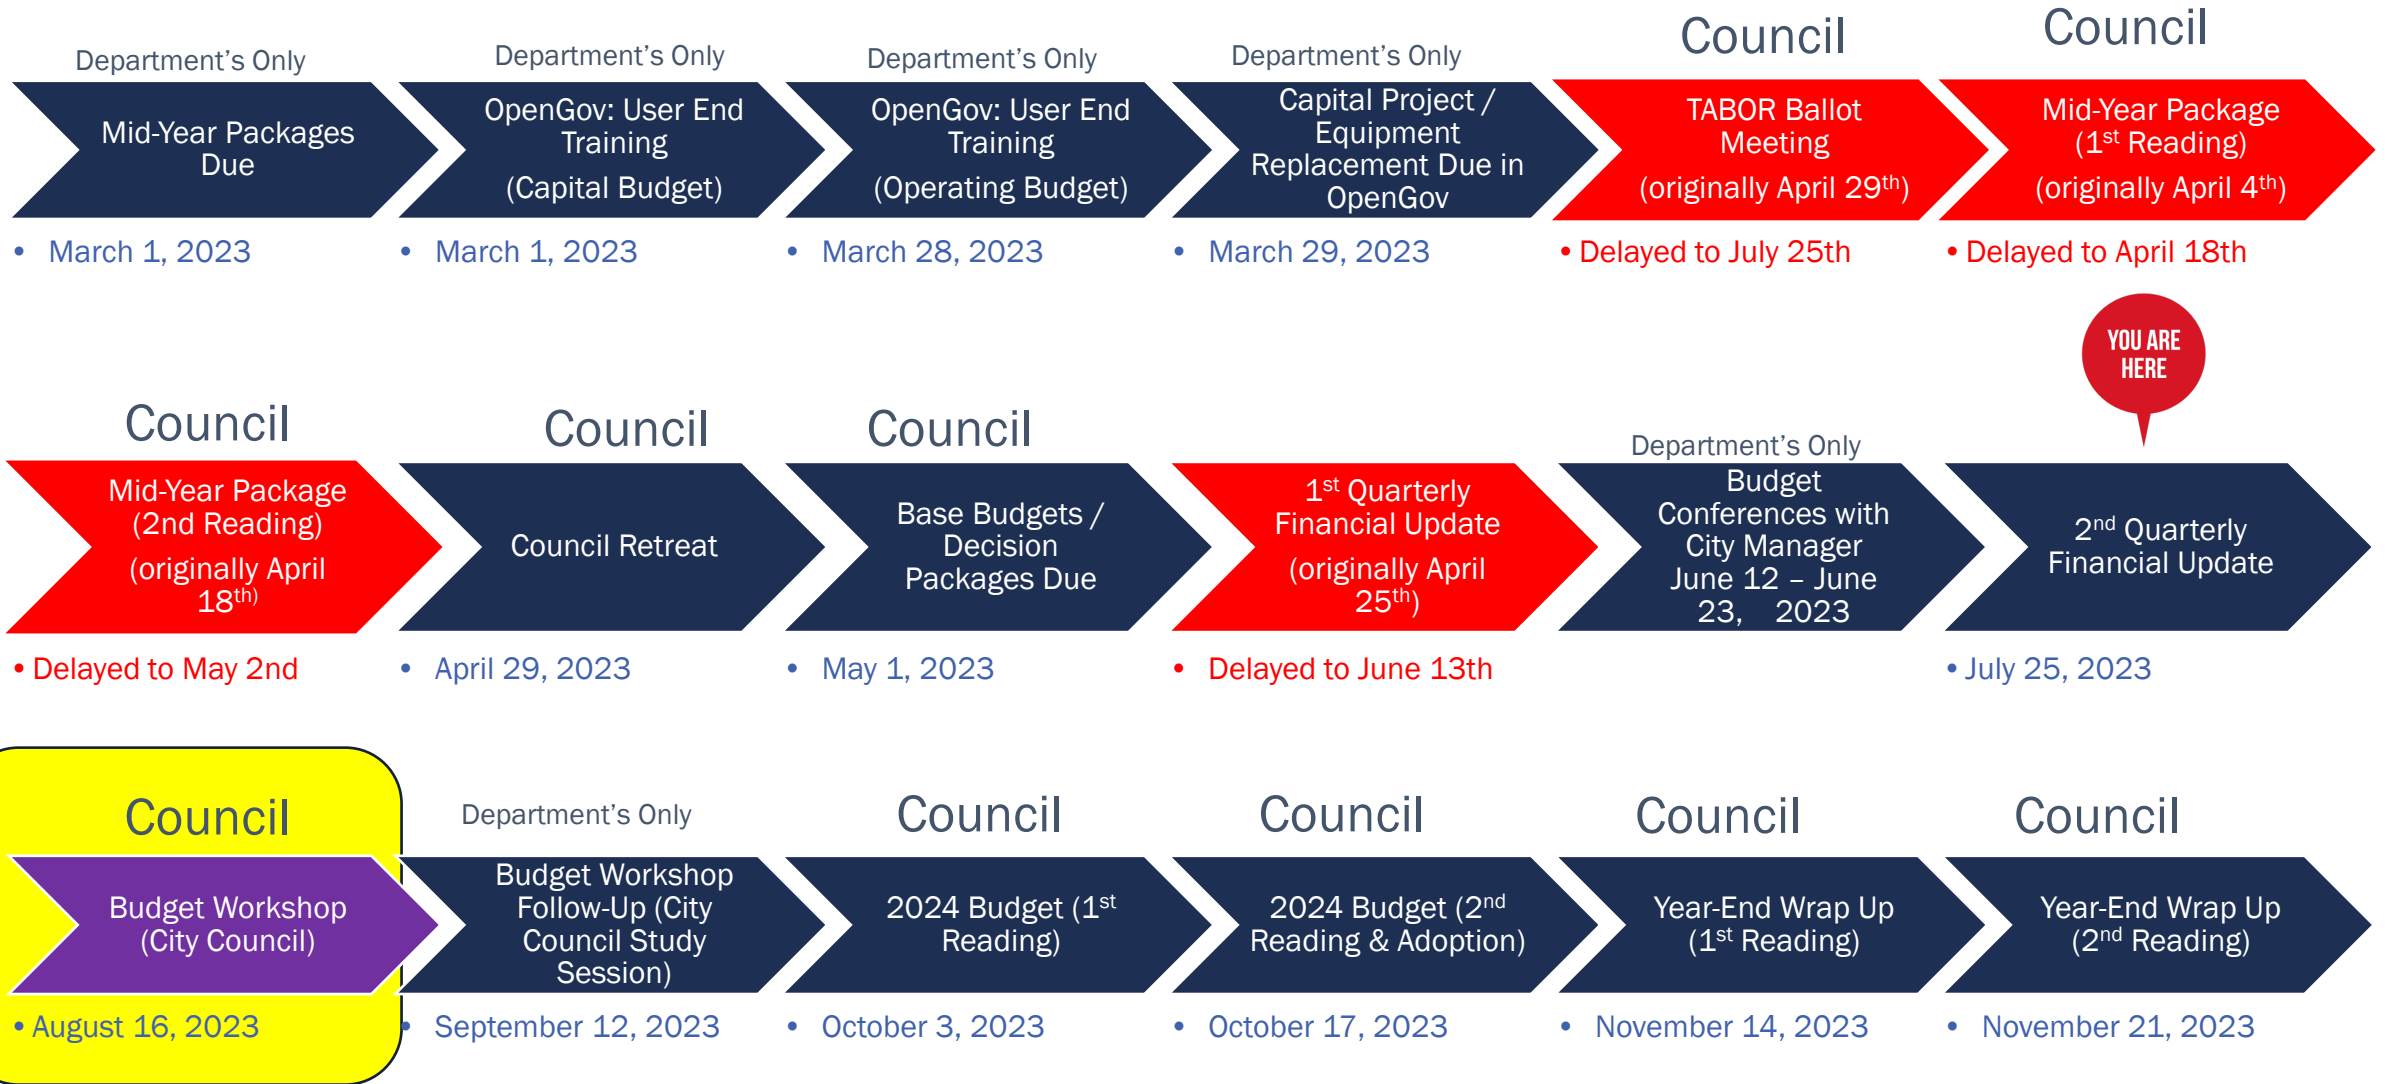 Department's Only
Mid-Year Packages
Due
• March 1, 2023
Department's Only
OpenGov: User End
Training
(Capital Budget)
• March 1, 2023
Department's Only
OpenGov: User End
Training
(Operating Budget)
• March 28, 2023
Department's Only
Capital Project /
Equipment
Replacement Due in
OpenGov
• March 29, 2023
Council
TABOR Ballot
Meeting
(originally April 29th)
• Delayed to July 25th
Council
Mid-Year Package
(1st Reading)
(originally April 4th)
• Delayed to April 18th
YOU ARE
HERE
Council
Mid-Year Package
(2nd Reading)
(originally April
18th)
• Delayed to May 2nd
Council
Council Retreat
• April 29, 2023
Council
Base Budgets /
Decision
Packages Due
• May 1, 2023
1st Quarterly
Financial Update
(originally April
25th)
• Delayed to June 13th
Department's Only
Budget
Conferences with
City Manager
June 12 – June
23, 2023
2nd Quarterly
Financial Update
• July 25, 2023
Council
Budget Workshop
(City Council)
• August 16, 2023
Department's Only
Budget Workshop
Follow-Up (City
Council Study
Session)
• September 12, 2023
Council
2024 Budget (1st
Reading)
• October 3, 2023
Council
2024 Budget (2nd
Reading & Adoption)
• October 17, 2023
Council
Year-End Wrap Up
(1st Reading)
• November 14, 2023
Council
Year-End Wrap Up
(2nd Reading)
• November 21, 2023